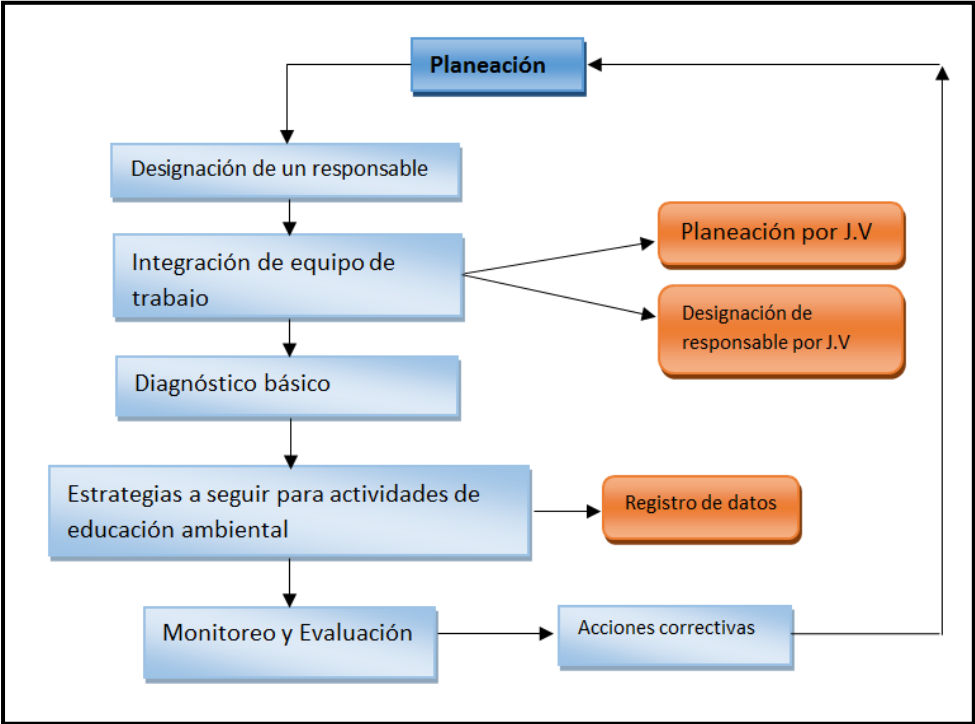 Planeación
Designación de un responsable
Integración de equipo de
trabajo
Planeación por J.V
Designación de
responsable por J.V
Diagnóstico básico
Estrategias a seguir para actividades de
educación ambiental
Registro de datos
Monitoreo y Evaluación
Acciones correctivas